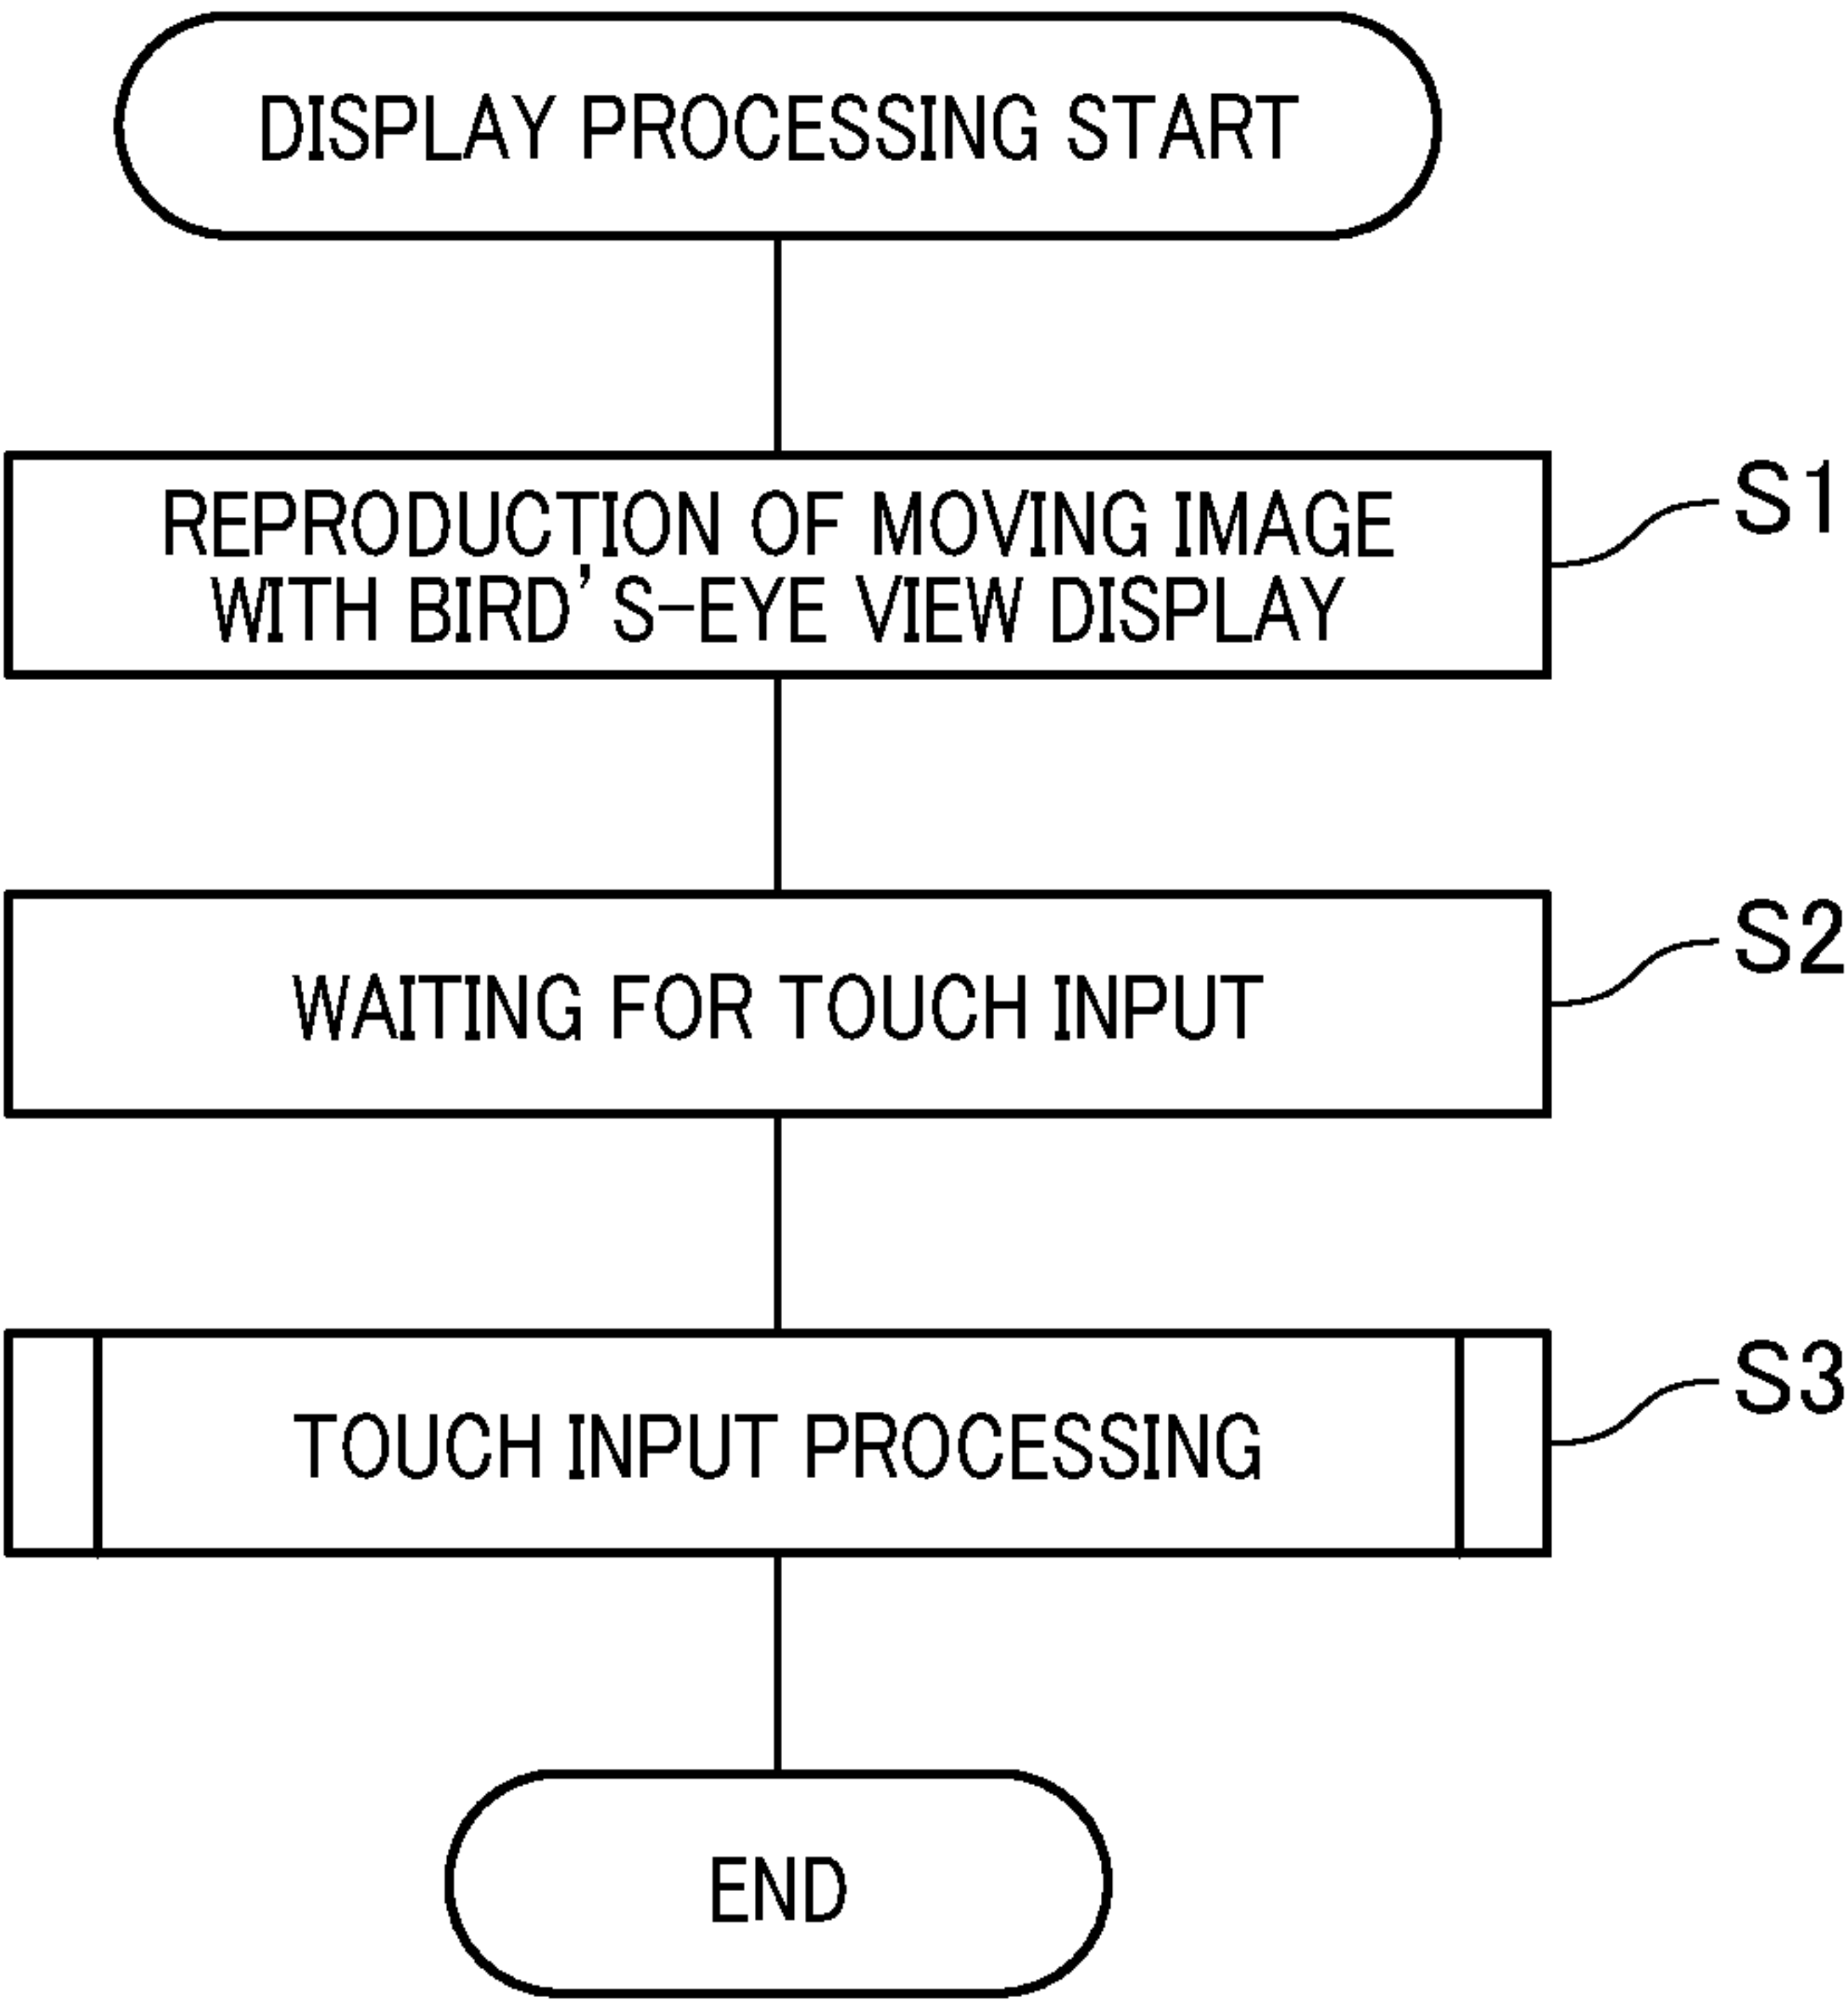 DISPLAY PROCESSING START
REPRODUCTION OF MOVING IMAGE
WITH BIRD'S-EYE VIEW DISPLAY
S1
WAITING FOR TOUCH INPUT
S2
TOUCH INPUT PROCESSING
S3
END